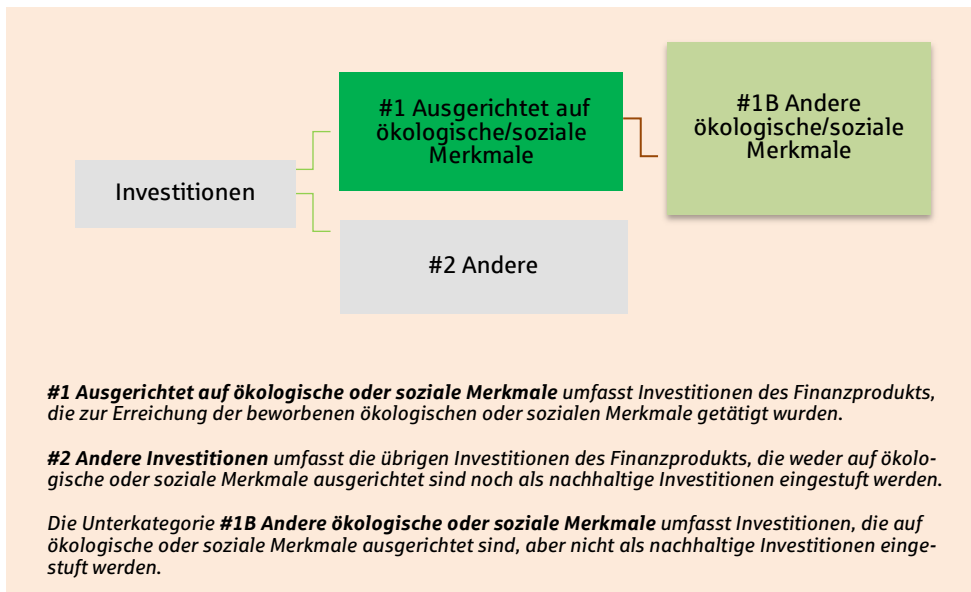 #1 Ausgerichtet auf
ökologische/soziale
Merkmale
#1B Andere
ökologische/soziale
Merkmale
Investitionen
#2 Andere
#1 Ausgerichtet auf ökologische oder soziale Merkmale umfasst Investitionen des Finanzprodukts,
die zur Erreichung der beworbenen ökologischen oder sozialen Merkmale getätigt wurden.
#2 Andere Investitionen umfasst die übrigen Investitionen des Finanzprodukts, die weder auf ökolo-
gische oder soziale Merkmale ausgerichtet sind noch als nachhaltige Investitionen eingestuft werden.
Die Unterkategorie #1B Andere ökologische oder soziale Merkmale umfasst Investitionen, die auf
ökologische oder soziale Merkmale ausgerichtet sind, aber nicht als nachhaltige Investitionen einge-
stuft werden.